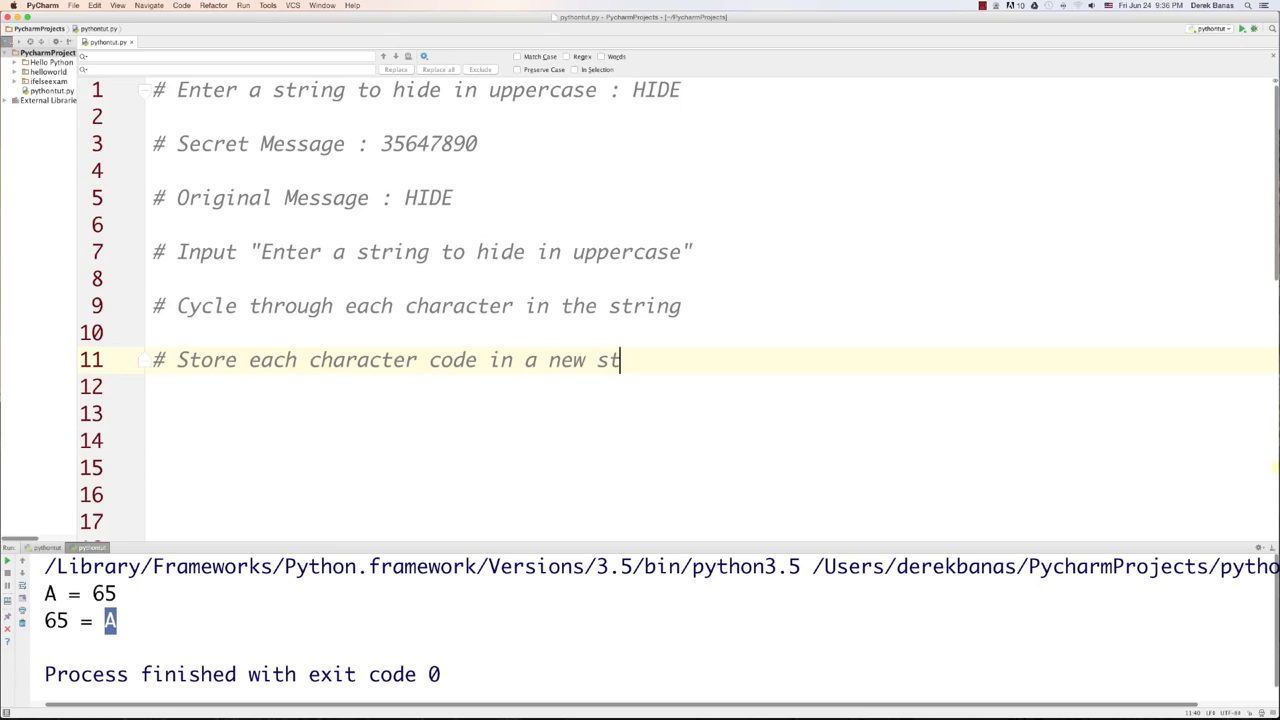 PyCharm File Edit View Navigate Code Refactor Run Tools VCS Window Help Fri Jun 24 9:36 PM Derek Banas
pythontut.py - PycharmProjects - [~/PycharmProjects]
PycharmProjects pythontut.py pythontut
pythontut.py
PycharmProject
Hello Python
helloworld
ifelseexam
pythontut.py
External Librarie
Match Case Regex Words
Replace Replace all Exclude Preserve Case In Selection
1 # Enter a string to hide in uppercase : HIDE
2
3 # Secret Message : 35647890
4
5 # Original Message : HIDE
6
7 # Input "Enter a string to hide in uppercase"
8
9 # Cycle through each character in the string
10
11 # Store each character code in a new st
12
13
14
15
16
17
Run: pythontut pythontut
/Library/Frameworks/Python.framework/Versions/3.5/bin/python3.5 /Users/derekbanas/PycharmProjects/pytho
A = 65
65 = A
Process finished with exit code 0
11:40 LF÷ UTF-8÷